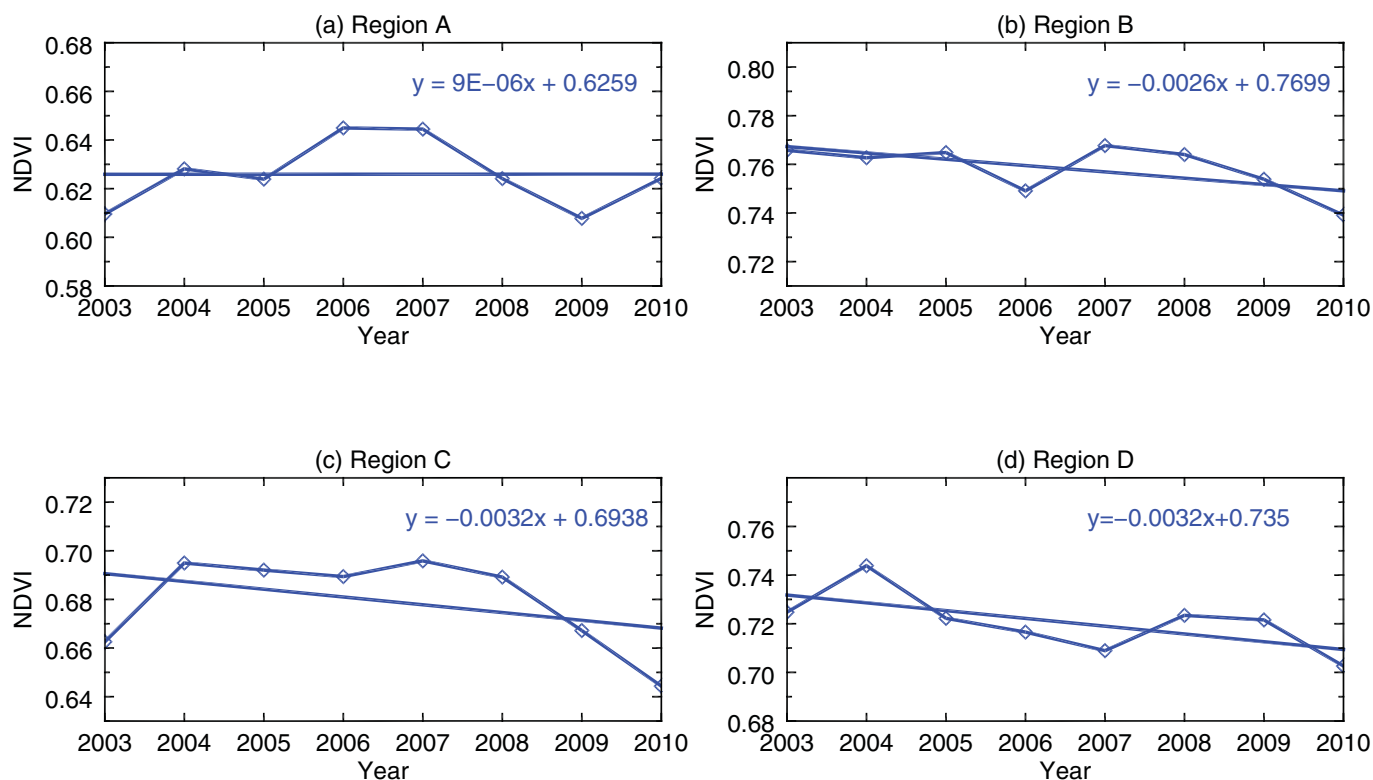 (a) Region A
y = 9E−06x + 0.6259
NDVI
0.68
0.66
0.64
0.62
0.60
0.58
2003 2004 2005 2006 2007 2008 2009 2010
Year
(b) Region B
y = −0.0026x + 0.7699
NDVI
0.80
0.78
0.76
0.74
0.72
2003 2004 2005 2006 2007 2008 2009 2010
Year
(c) Region C
y = −0.0032x + 0.6938
NDVI
0.72
0.70
0.68
0.66
0.64
2003 2004 2005 2006 2007 2008 2009 2010
Year
(d) Region D
y=−0.0032x+0.735
NDVI
0.76
0.74
0.72
0.70
0.68
2003 2004 2005 2006 2007 2008 2009 2010
Year